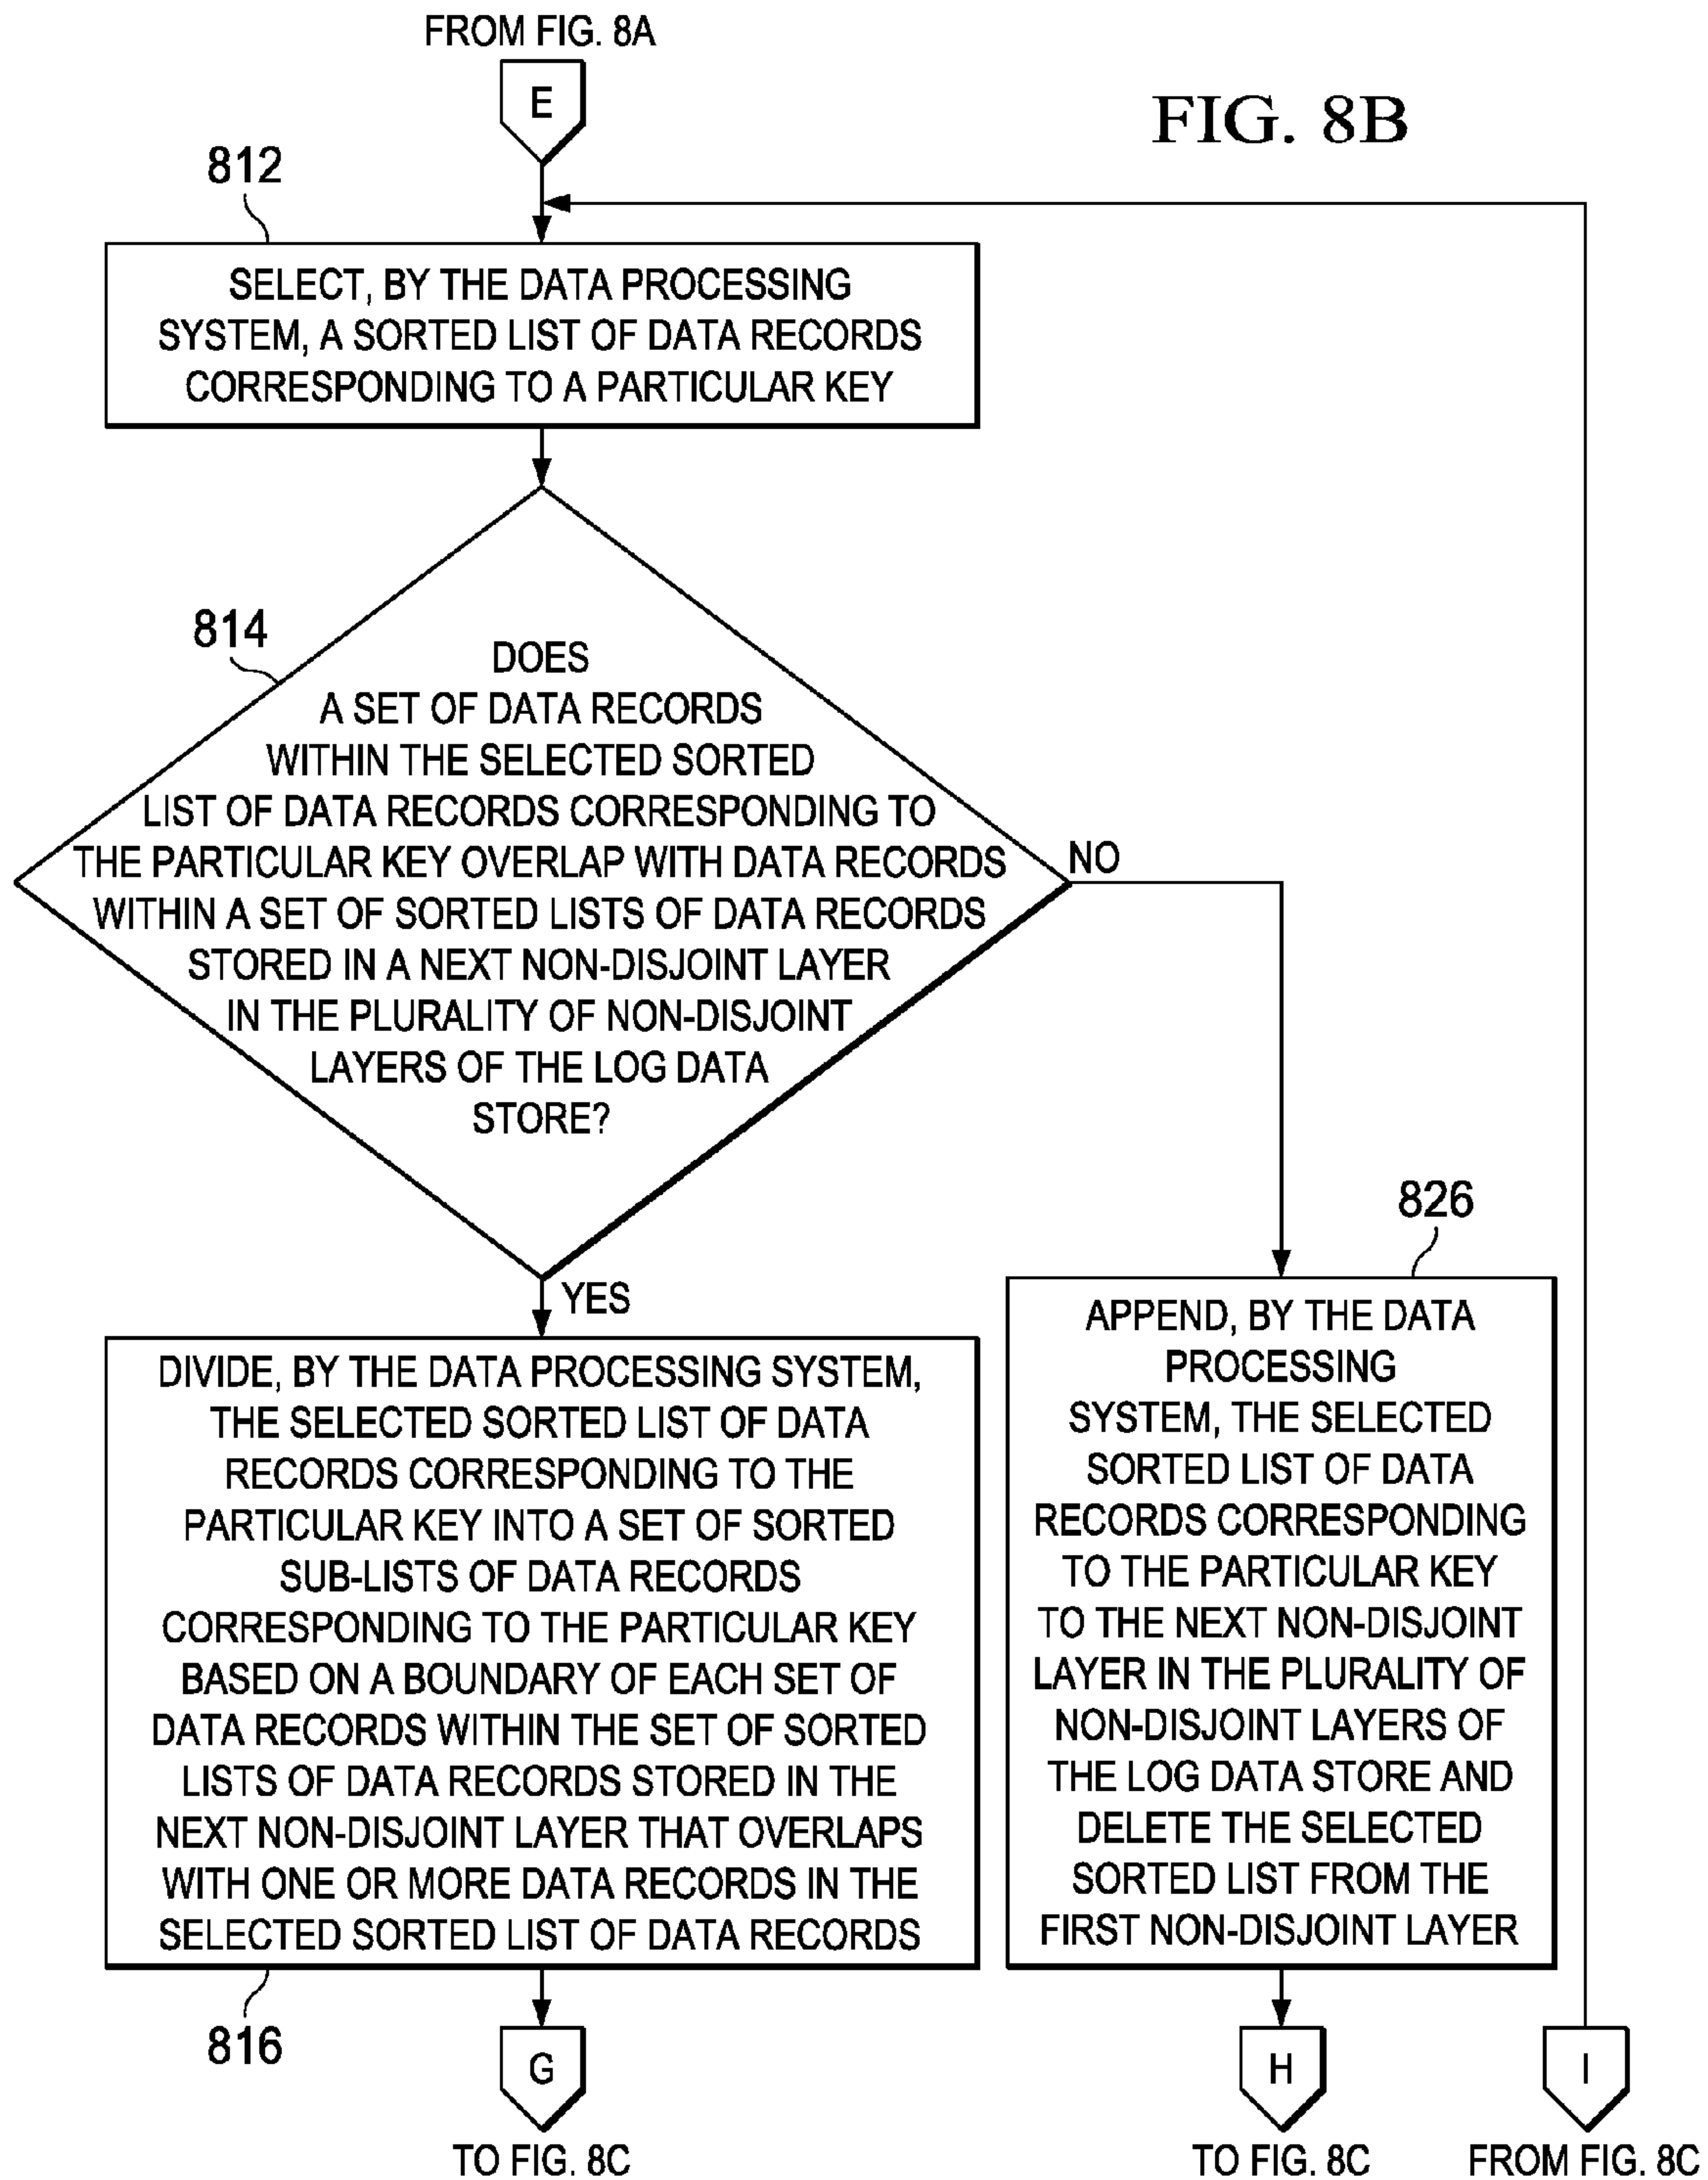 FROM FIG. 8A
E
FIG. 8B
812
SELECT, BY THE DATA PROCESSING
SYSTEM, A SORTED LIST OF DATA RECORDS
CORRESPONDING TO A PARTICULAR KEY
814
DOES
A SET OF DATA RECORDS
WITHIN THE SELECTED SORTED
LIST OF DATA RECORDS CORRESPONDING TO
THE PARTICULAR KEY OVERLAP WITH DATA RECORDS
WITHIN A SET OF SORTED LISTS OF DATA RECORDS
STORED IN A NEXT NON-DISJOINT LAYER
IN THE PLURALITY OF NON-DISJOINT
LAYERS OF THE LOG DATA
STORE?
NO
YES
DIVIDE, BY THE DATA PROCESSING SYSTEM,
THE SELECTED SORTED LIST OF DATA
RECORDS CORRESPONDING TO THE
PARTICULAR KEY INTO A SET OF SORTED
SUB-LISTS OF DATA RECORDS
CORRESPONDING TO THE PARTICULAR KEY
BASED ON A BOUNDARY OF EACH SET OF
DATA RECORDS WITHIN THE SET OF SORTED
LISTS OF DATA RECORDS STORED IN THE
NEXT NON-DISJOINT LAYER THAT OVERLAPS
WITH ONE OR MORE DATA RECORDS IN THE
SELECTED SORTED LIST OF DATA RECORDS
816
826
APPEND, BY THE DATA
PROCESSING
SYSTEM, THE SELECTED
SORTED LIST OF DATA
RECORDS CORRESPONDING
TO THE PARTICULAR KEY
TO THE NEXT NON-DISJOINT
LAYER IN THE PLURALITY OF
NON-DISJOINT LAYERS OF
THE LOG DATA STORE AND
DELETE THE SELECTED
SORTED LIST FROM THE
FIRST NON-DISJOINT LAYER
G
TO FIG. 8C
H
TO FIG. 8C
I
FROM FIG. 8C